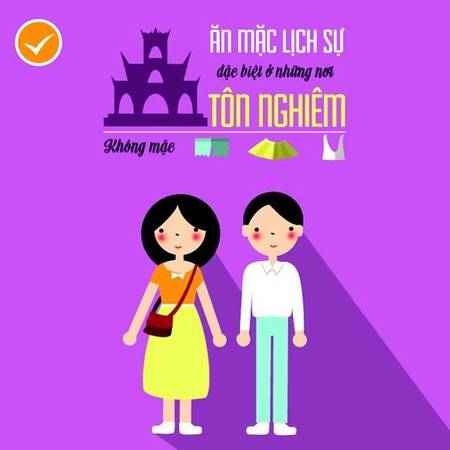 ĂN MẶC LỊCH SỰ
đặc biệt ở những nơi
TÔN NGHIÊM
Không mặc